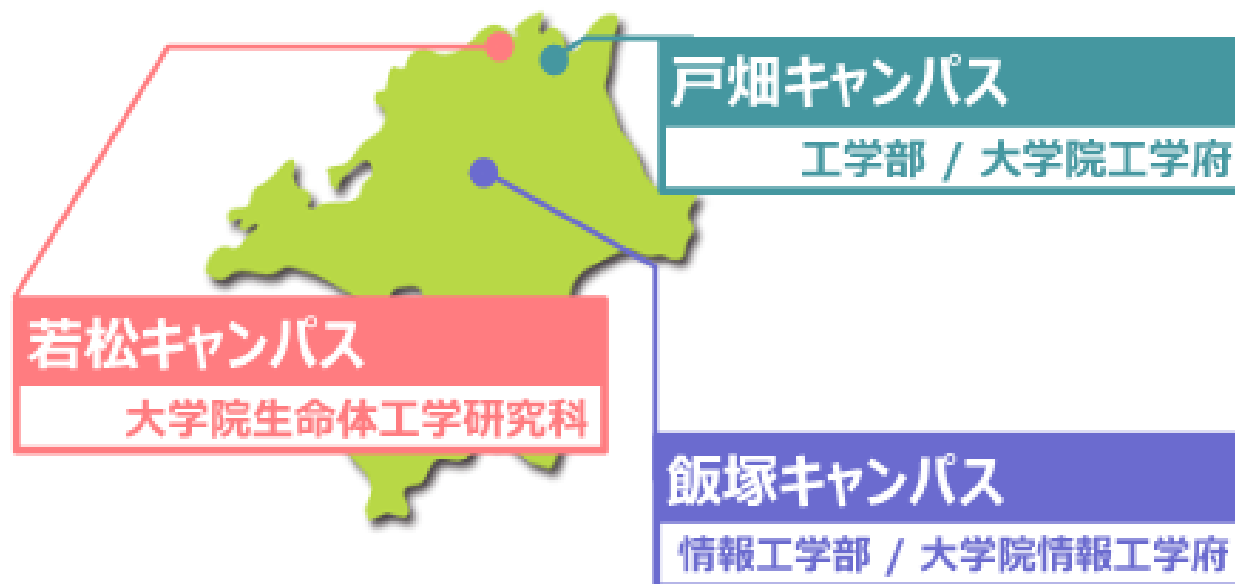 戸畑キャンパス
工学部 / 大学院工学府
若松キャンパス
大学院生命体工学研究科
飯塚キャンパス
情報工学部 / 大学院情報工学府